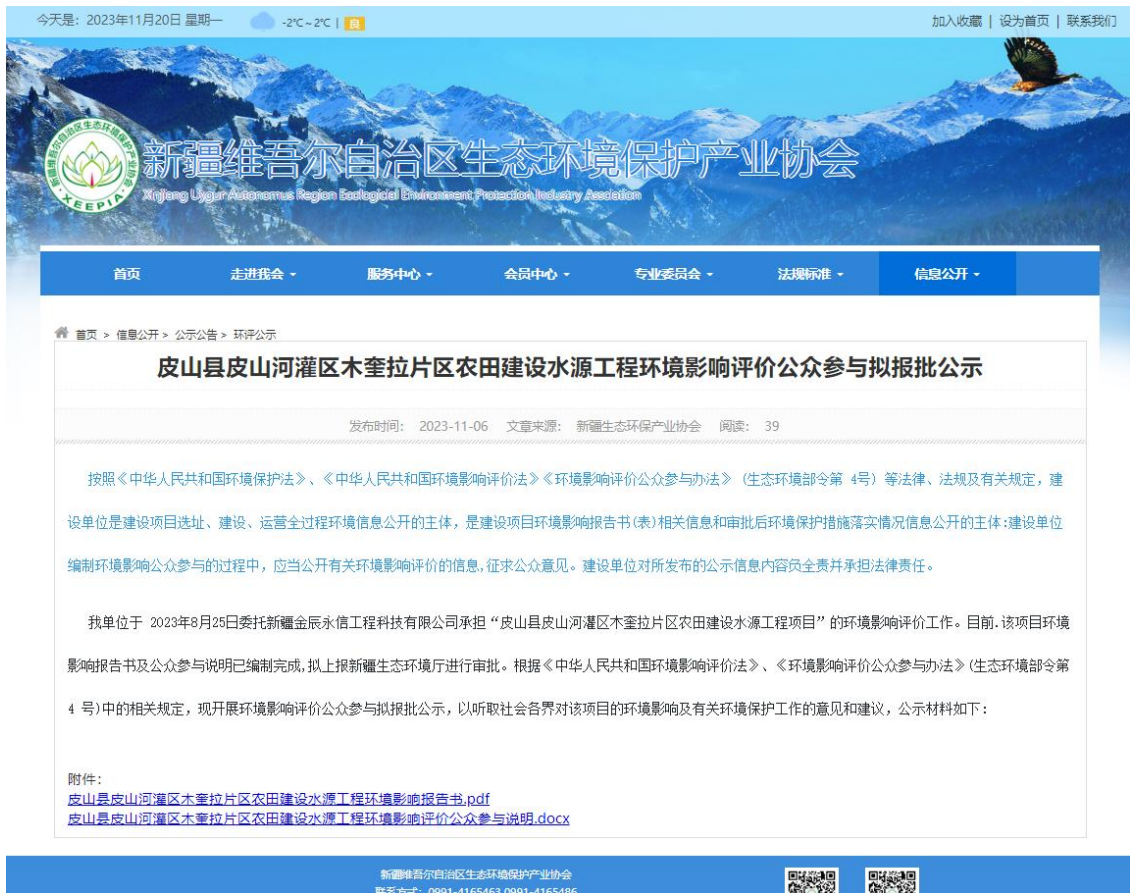 今天是：2023年11月20日 星期一 -2℃~2℃ | 良 加入收藏 | 设为首页 | 联系我们
新疆维吾尔自治区生态环境保护产业协会
XEEPIA
首页 走进我会 服务中心 会员中心 专业委员会 法规标准 信息公开
首页 > 信息公开 > 公示公告 > 环评公示
皮山县皮山河灌区木奎拉片区农田建设水源工程环境影响评价公众参与拟报批公示
发布时间： 2023-11-06 文章来源： 新疆生态环保产业协会 阅读： 39
按照《中华人民共和国环境保护法》、《中华人民共和国环境影响评价法》《环境影响评价公众参与办法》 (生态环境部令第 4号) 等法律、法规及有关规定，建
设单位是建设项目选址、建设、运营全过程环境信息公开的主体，是建设项目环境影响报告书(表)相关信息和审批后环境保护措施落实情况信息公开的主体:建设单位
编制环境影响公众参与的过程中，应当公开有关环境影响评价的信息,征求公众意见。建设单位对所发布的公示信息内容负全责并承担法律责任。
我单位于 2023年8月25日委托新疆金辰永信工程科技有限公司承担“皮山县皮山河灌区木奎拉片区农田建设水源工程项目”的环境影响评价工作。目前.该项目环境
影响报告书及公众参与说明已编制完成,拟上报新疆生态环境厅进行审批。根据《中华人民共和国环境影响评价法》、《环境影响评价公众参与办法》(生态环境部令第
4 号)中的相关规定，现开展环境影响评价公众参与拟报批公示，以听取社会各界对该项目的环境影响及有关环境保护工作的意见和建议，公示材料如下：
附件：
皮山县皮山河灌区木奎拉片区农田建设水源工程环境影响报告书.pdf
皮山县皮山河灌区木奎拉片区农田建设水源工程环境影响评价公众参与说明.docx
新疆维吾尔自治区生态环境保护产业协会
联系方式：0991-4165463 0991-4165486